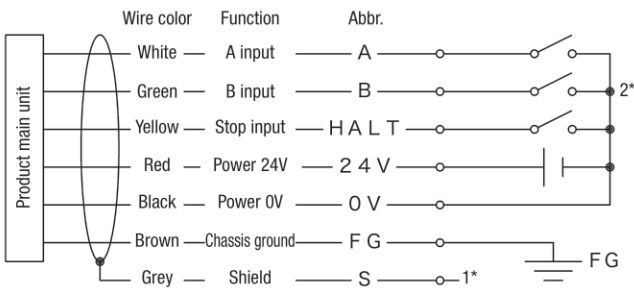 Wire color Function Abbr.
White A input A
Green B input B 2*
Yellow Stop input HALT
Red Power 24V 24V
Black Power 0V 0V
Brown Chassis ground FG FG
Grey Shield S 1*
Product main unit